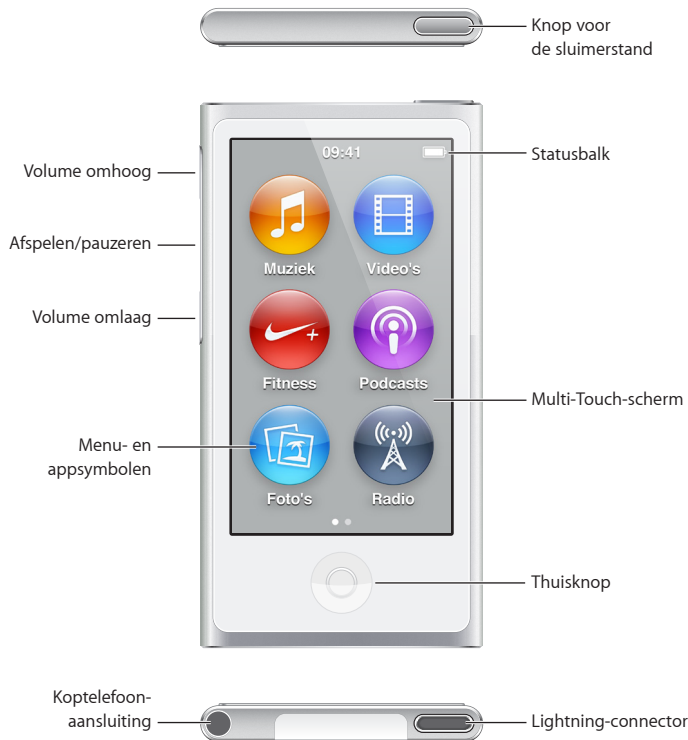 Knop voor
de sluimerstand
09:41
Statusbalk
Volume omhoog
Muziek
Video's
Afspelen/pauzeren
Volume omlaag
Fitness
Podcasts
Multi-Touch-scherm
Menu- en
appsymbolen
Foto's
Radio
Thuisknop
Koptelefoon-
aansluiting
Lightning-connector